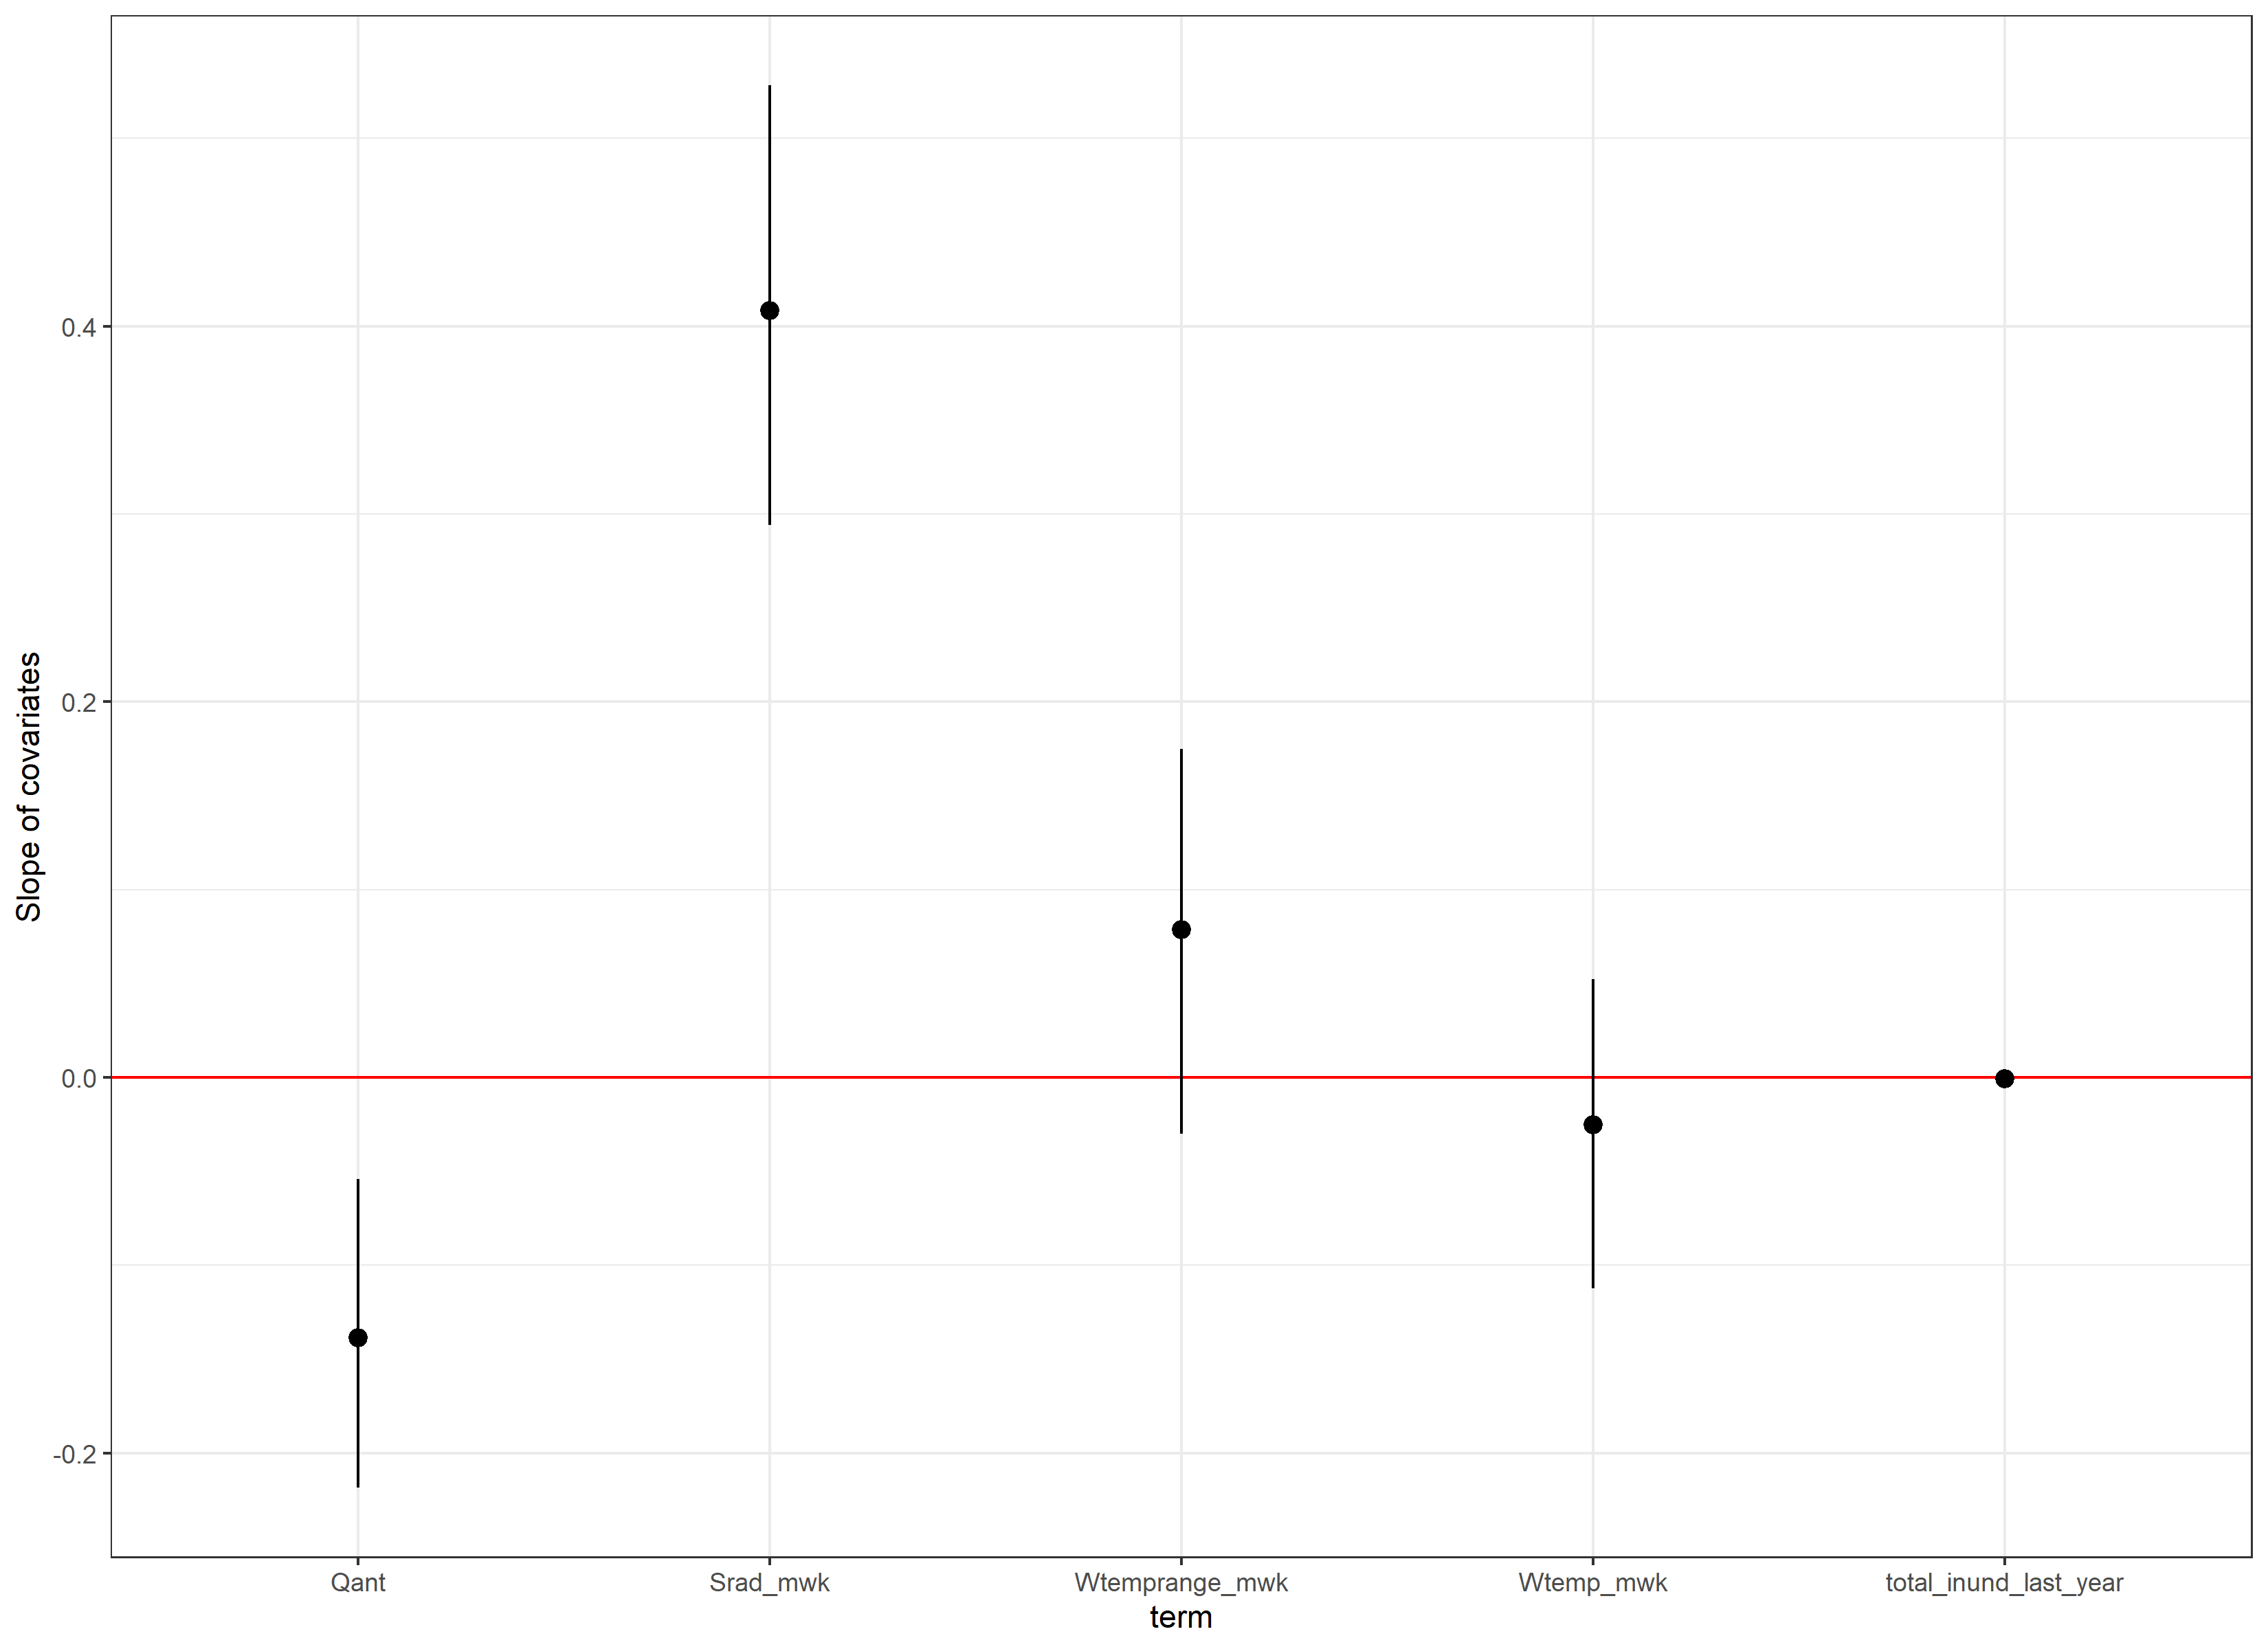 Slope of covariates
0.4
0.2
0.0
-0.2
Qant Srad_mwk Wtemprange_mwk Wtemp_mwk total_inund_last_year
term